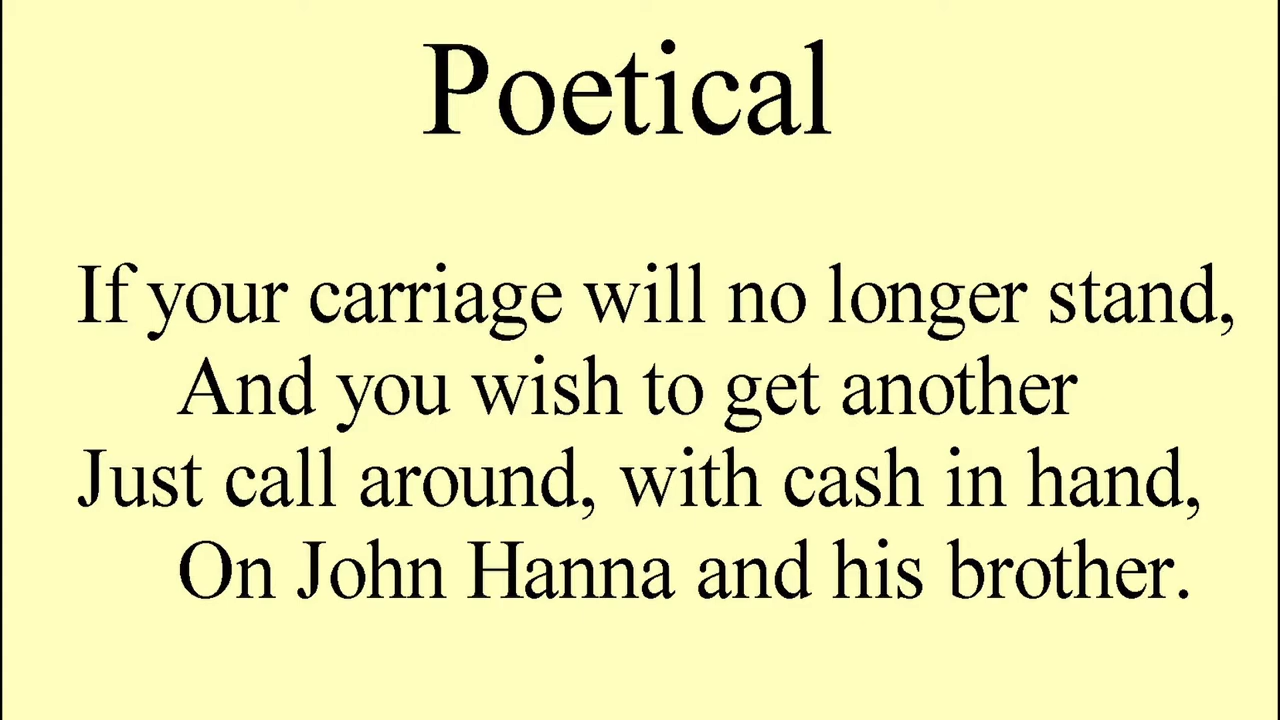 Poetical
If your carriage will no longer stand,
And you wish to get another
Just call around, with cash in hand,
On John Hanna and his brother.